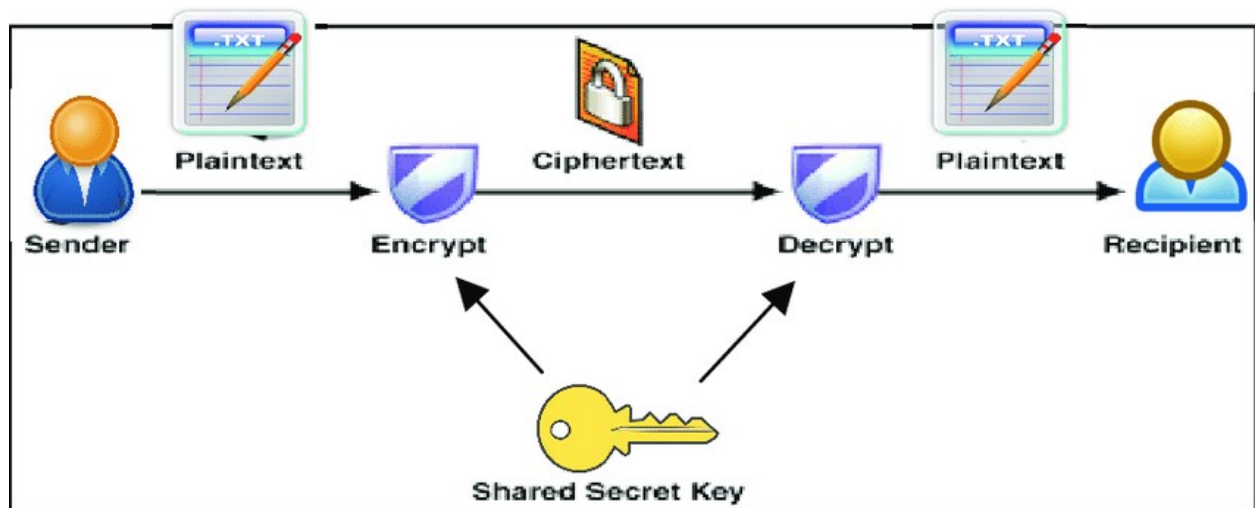 .TXT
.TXT
Plaintext
Ciphertext
Plaintext
Sender
Encrypt
Decrypt
Recipient
Shared Secret Key